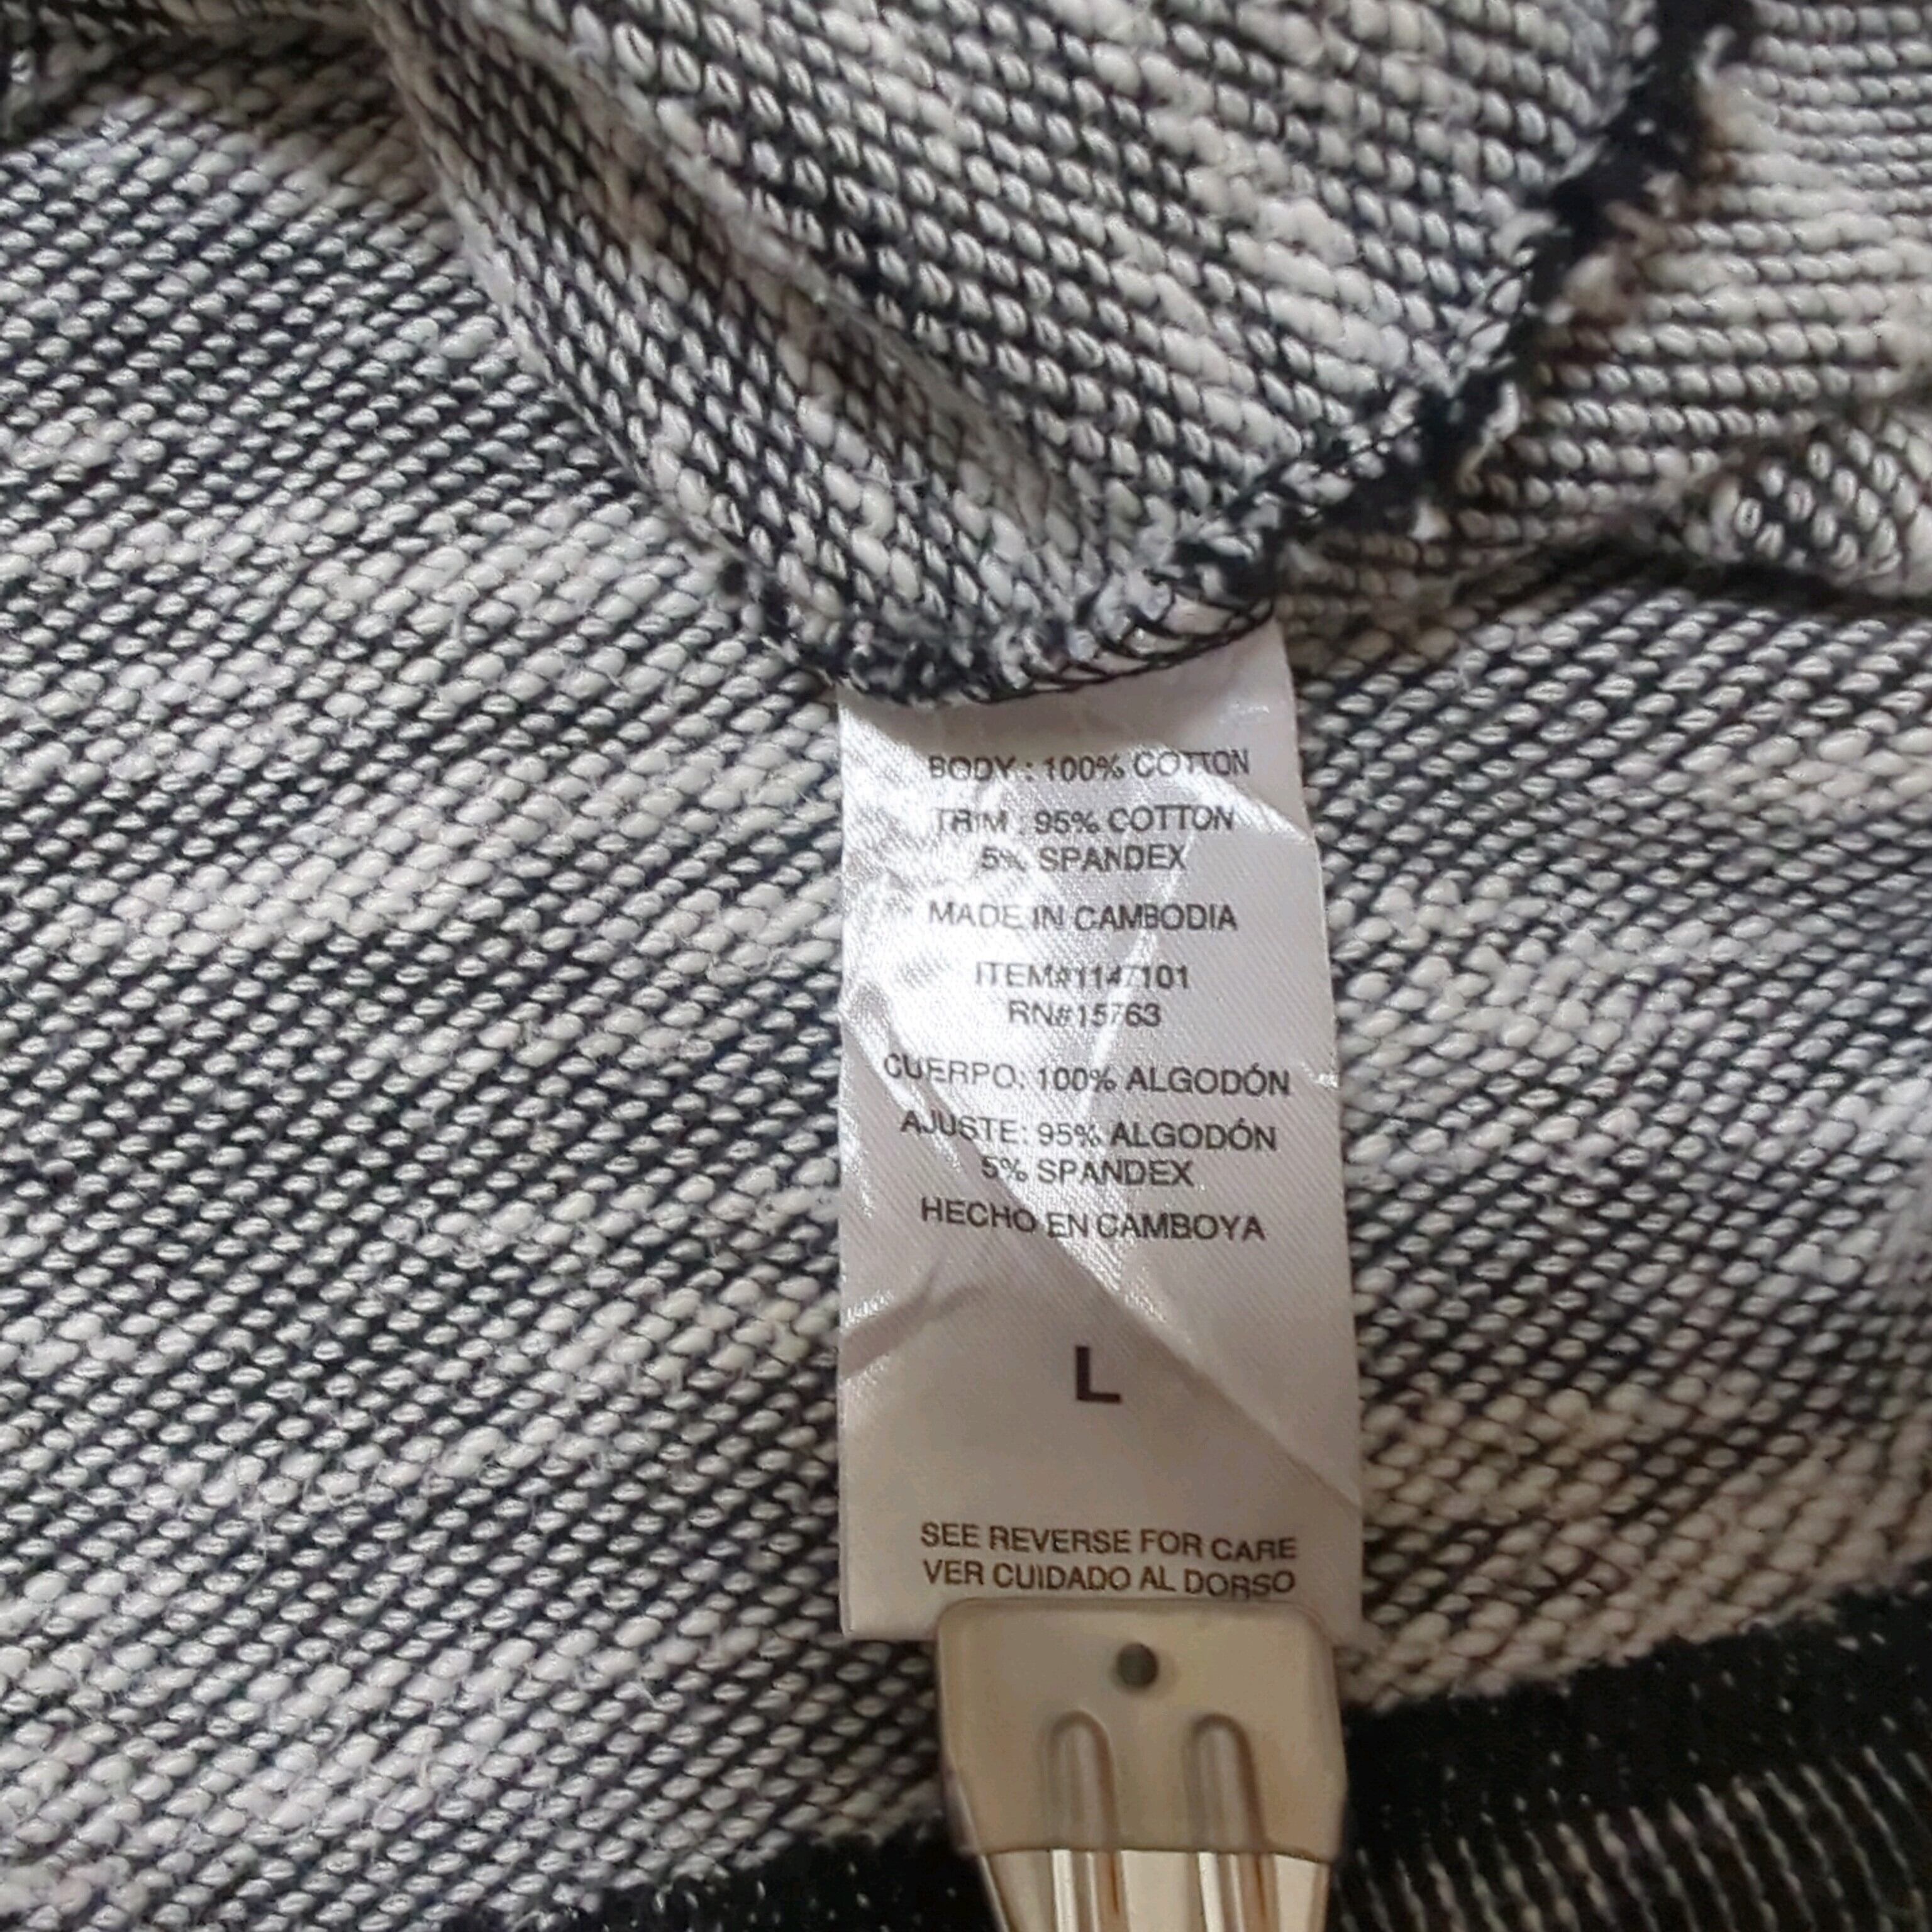 BODY : 100% COTTON
TRIM : 95% COTTON
5% SPANDEX
MADE IN CAMBODIA
ITEM#1147101
RN#15763
CUERPO: 100% ALGODÓN
AJUSTE: 95% ALGODÓN
5% SPANDEX
HECHO EN CAMBOYA
L
SEE REVERSE FOR CARE
VER CUIDADO AL DORSO